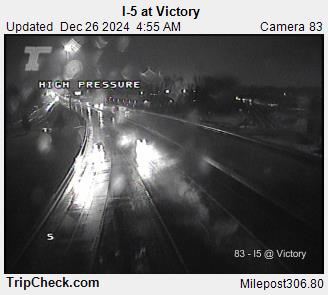 I-5 at Victory
Updated  Dec 26 2024  4:55 AM
Camera 83
T
HIGH PRESSURE
S
83 - I5 @ Victory
TripCheck.com
Milepost306.80